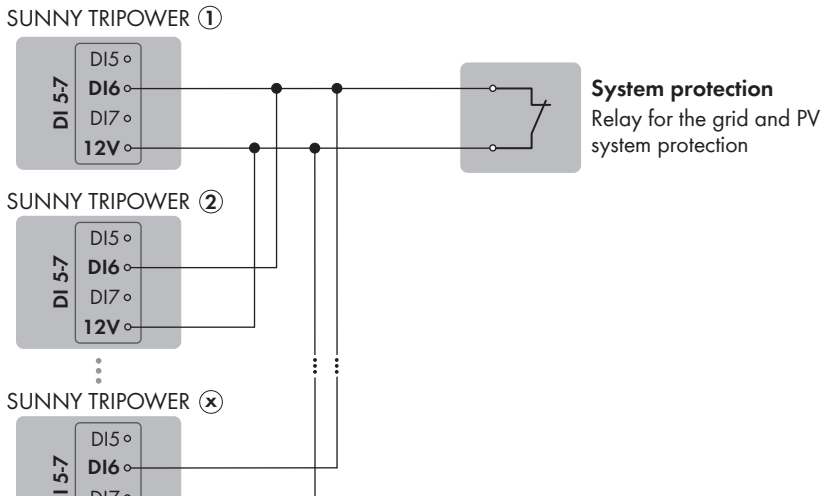 SUNNY TRIPOWER 1
DI 5-7
DI5
DI6
DI7
12V
System protection
Relay for the grid and PV
system protection
SUNNY TRIPOWER 2
DI 5-7
DI5
DI6
DI7
12V
SUNNY TRIPOWER x
DI5
DI6
DI7